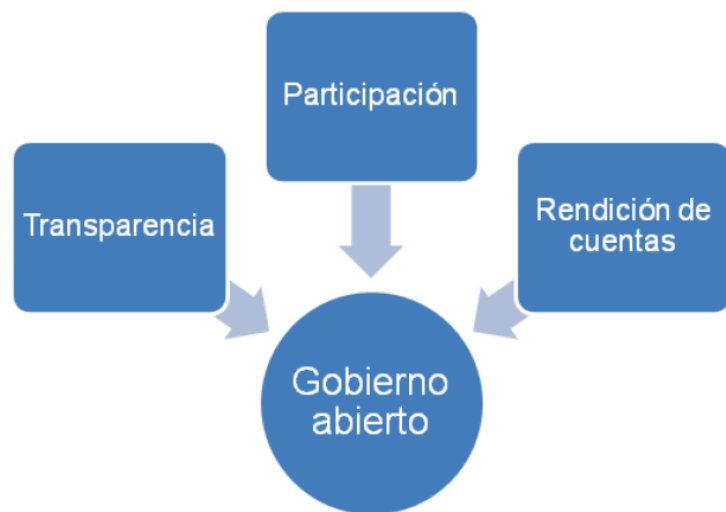 Participación
Transparencia
Rendición de
cuentas
Gobierno
abierto